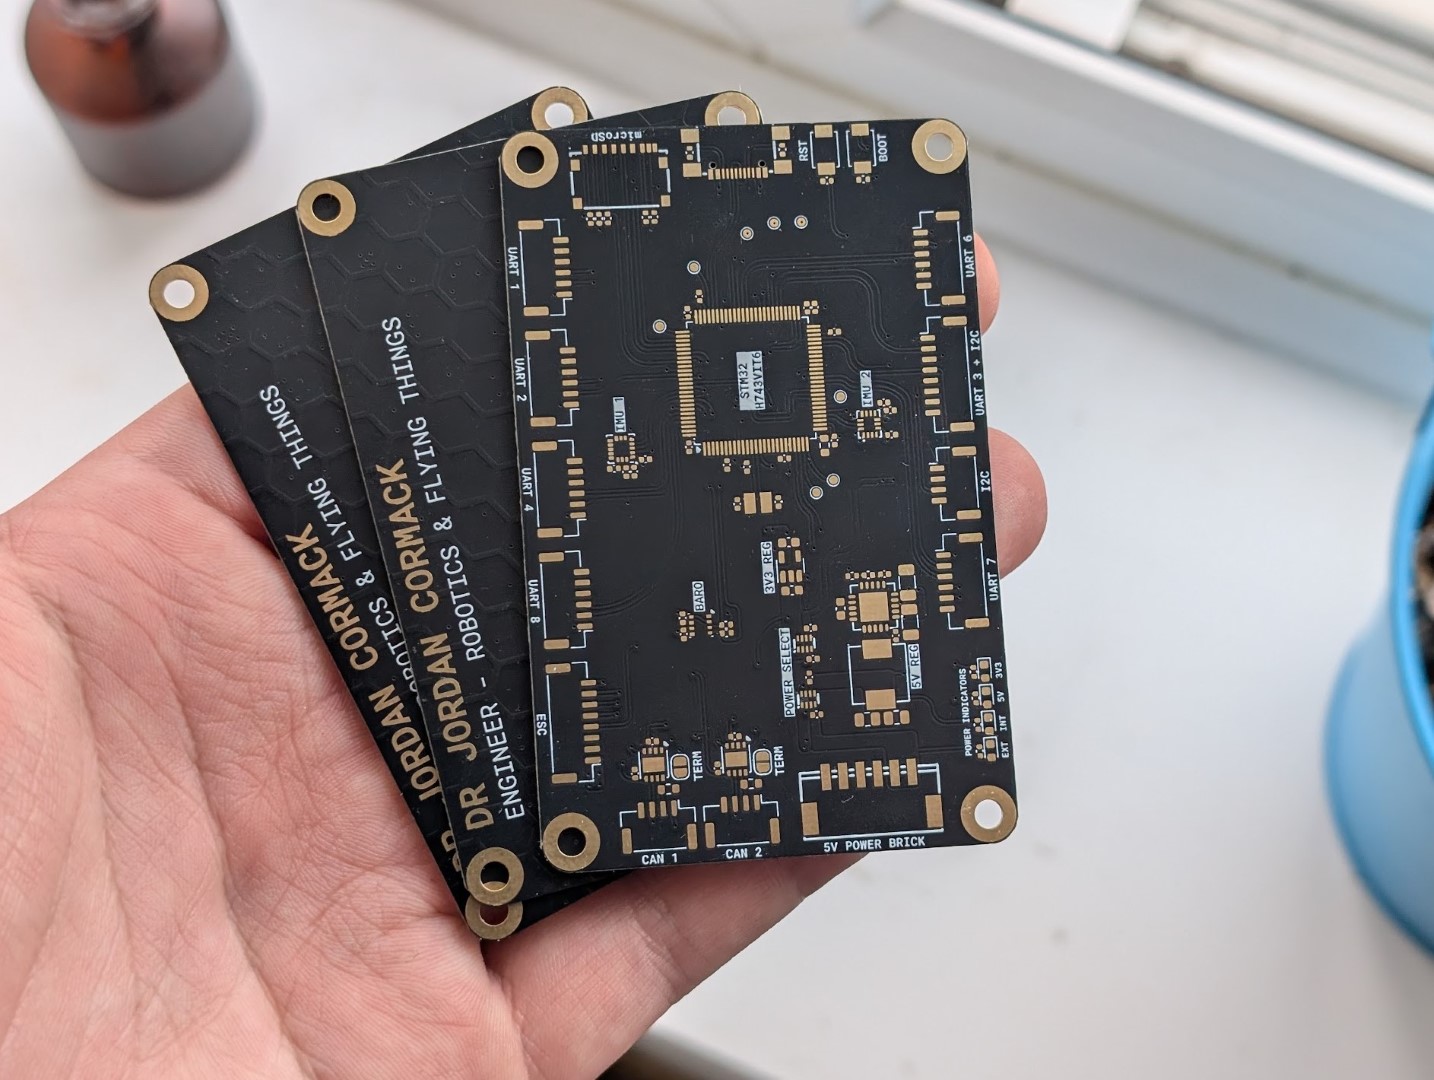 microSD
RST
BOOT
UART 1
UART 6
UART 2
UART 3 + I2C
STM32
H743VIT6
IMU 1
IMU 2
UART 4
I2C
UART 8
UART 7
3V3 REG
BARO
POWER SELECT
5V REG
ESC
POWER INDICATORS
3V3
5V
INT
EXT
TERM
TERM
CAN 1
CAN 2
5V POWER BRICK
DR JORDAN CORMACK
ENGINEER - ROBOTICS & FLYING THINGS
DR JORDAN CORMACK
ROBOTICS & FLYING THINGS